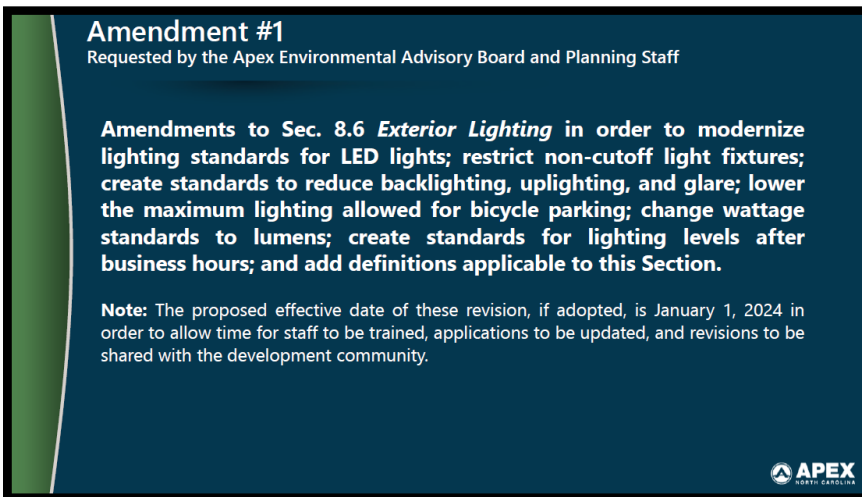 Amendment #1
Requested by the Apex Environmental Advisory Board and Planning Staff
Amendments to Sec. 8.6 Exterior Lighting in order to modernize
lighting standards for LED lights; restrict non-cutoff light fixtures;
create standards to reduce backlighting, uplighting, and glare; lower
the maximum lighting allowed for bicycle parking; change wattage
standards to lumens; create standards for lighting levels after
business hours; and add definitions applicable to this Section.
Note: The proposed effective date of these revision, if adopted, is January 1, 2024 in
order to allow time for staff to be trained, applications to be updated, and revisions to be
shared with the development community.
APEX
NORTH CAROLINA